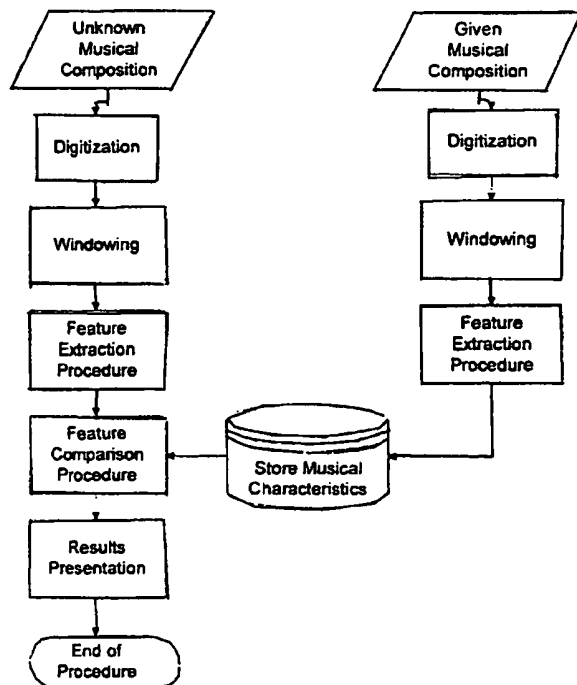 Unknown
Musical
Composition
Digitization
Windowing
Feature
Extraction
Procedure
Feature
Comparison
Procedure
Results
Presentation
End of
Procedure
Given
Musical
Composition
Digitization
Windowing
Feature
Extraction
Procedure
Store Musical
Characteristics